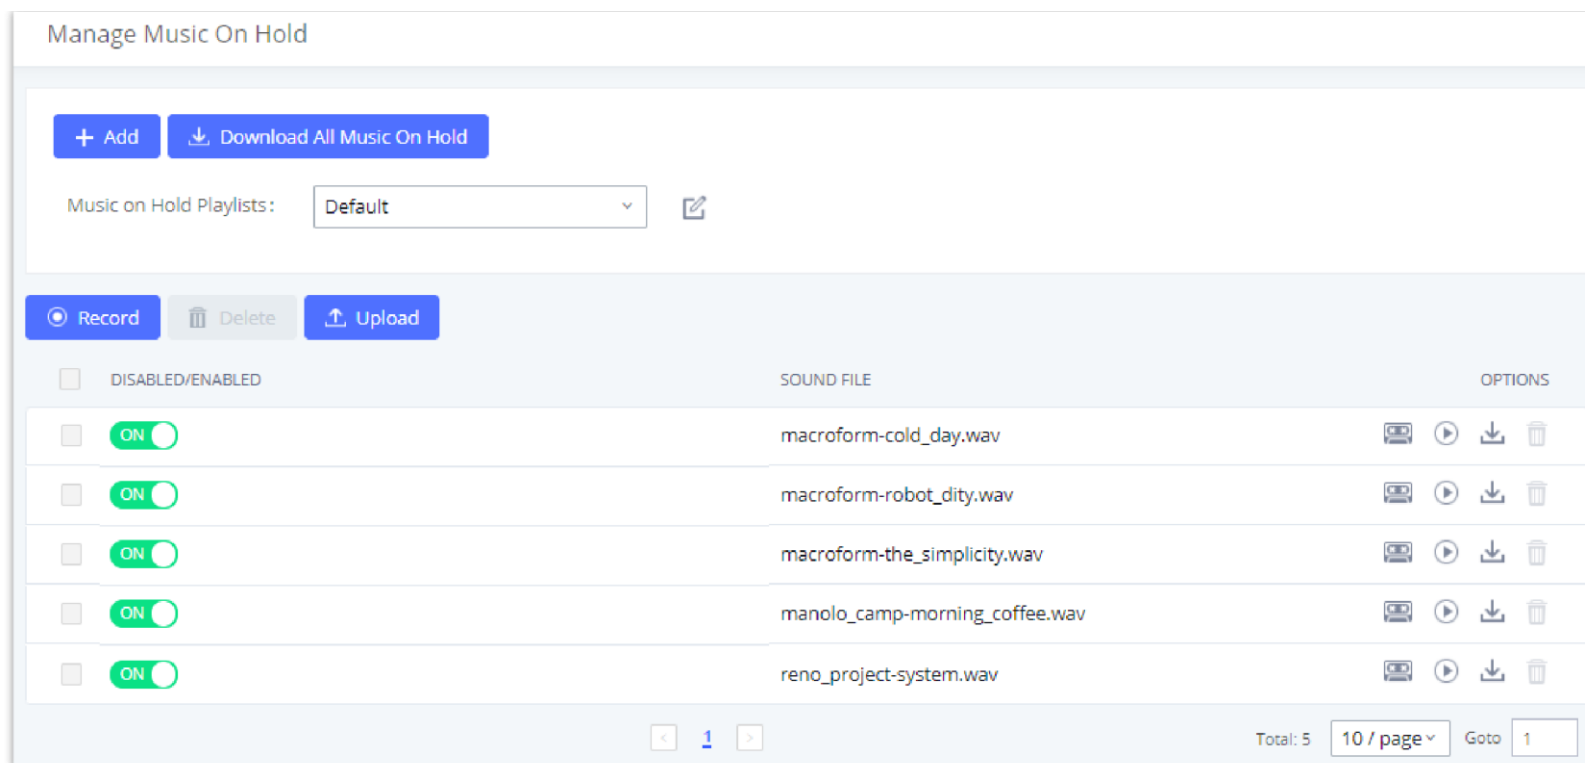 Manage Music On Hold
+ Add Download All Music On Hold
Music on Hold Playlists: Default
Record Delete Upload
DISABLED/ENABLED SOUND FILE OPTIONS
ON macroform-cold_day.wav
ON macroform-robot_dity.wav
ON macroform-the_simplicity.wav
ON manolo_camp-morning_coffee.wav
ON reno_project-system.wav
< 1 > Total: 5 10 / page Goto 1